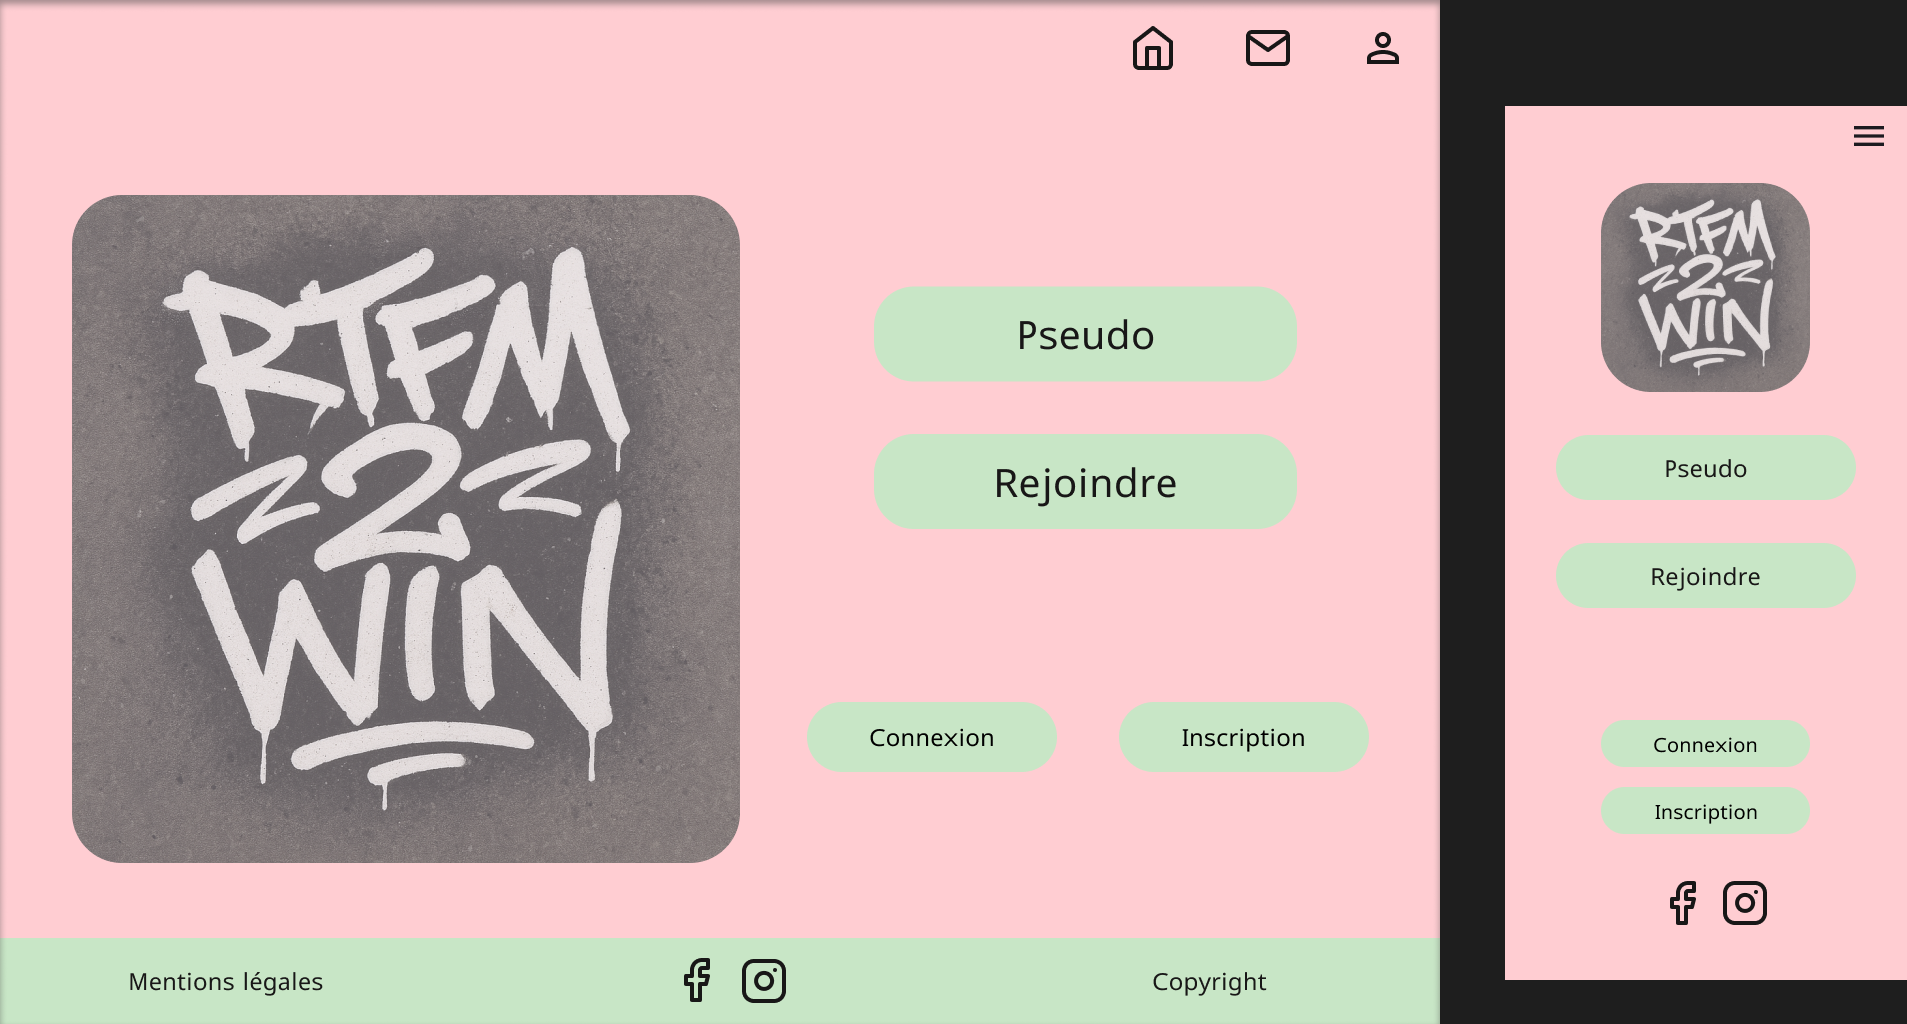 RTFM
2
WIN
Pseudo
Rejoindre
Connexion
Inscription
Mentions légales
Copyright
RTFM
2
WIN
Pseudo
Rejoindre
Connexion
Inscription